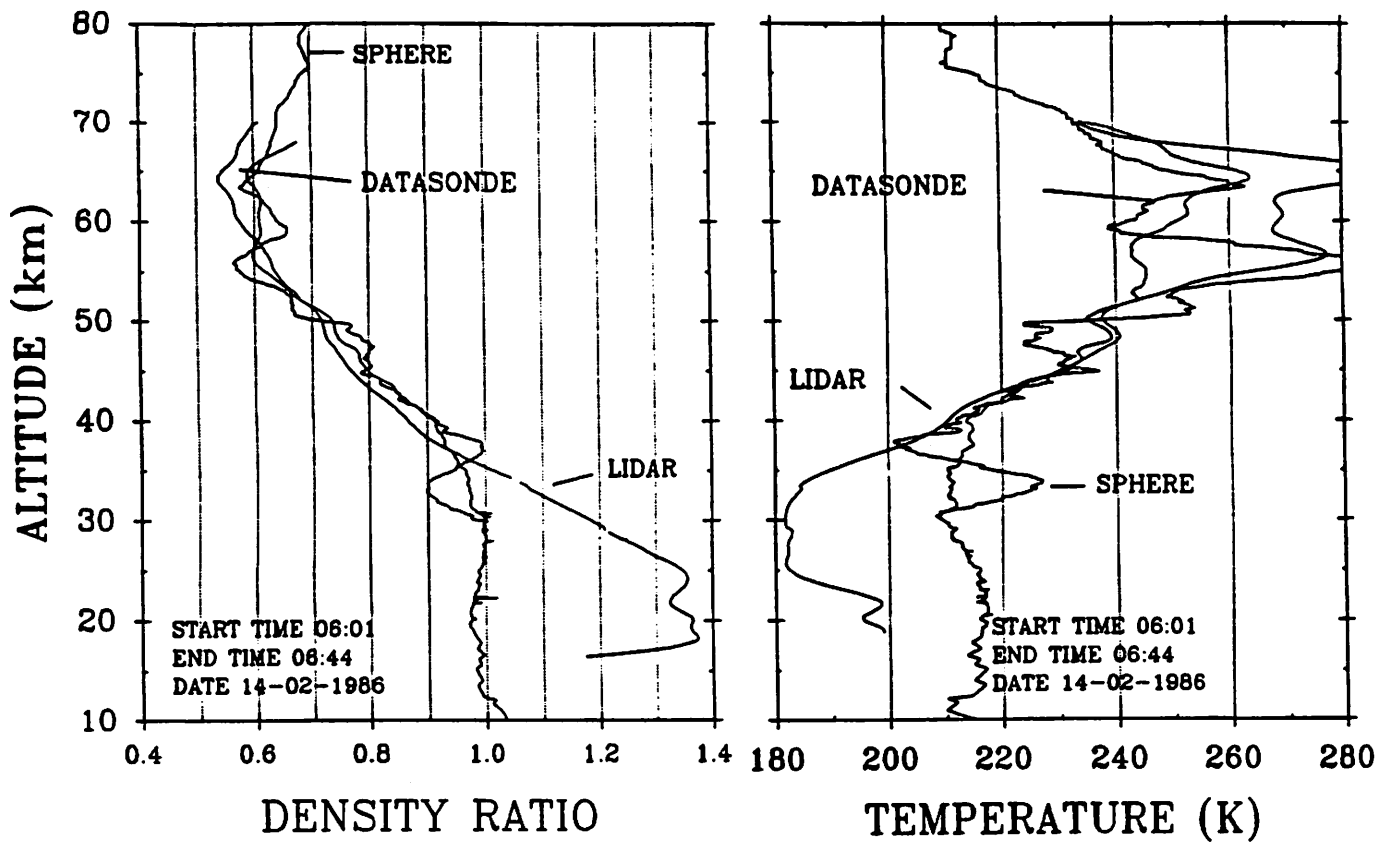 80
70
60
50
40
30
20
10
ALTITUDE (km)
SPHERE
DATASONDE
LIDAR
START TIME 06:01
END TIME 06:44
DATE 14-02-1986
0.4 0.6 0.8 1.0 1.2 1.4
DENSITY RATIO
DATASONDE
LIDAR
SPHERE
START TIME 06:01
END TIME 06:44
DATE 14-02-1986
180 200 220 240 260 280
TEMPERATURE (K)